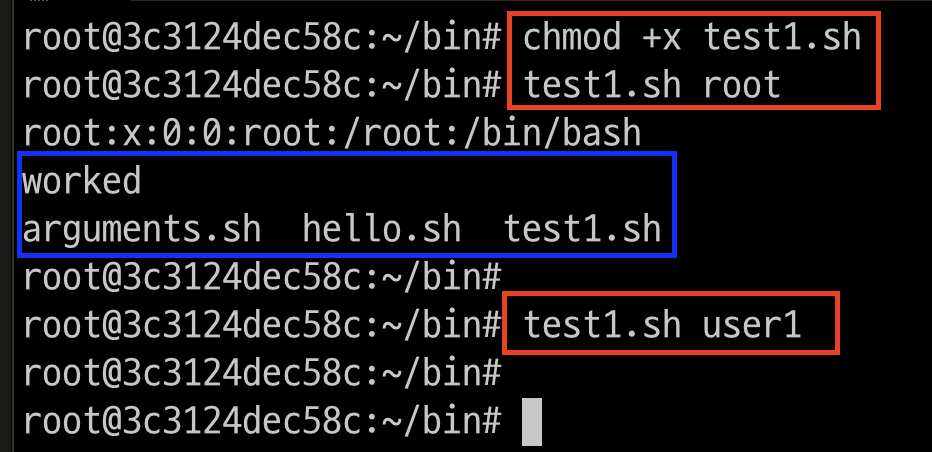 root@3c3124dec58c:~/bin# chmod +x test1.sh
root@3c3124dec58c:~/bin# test1.sh root
root:x:0:0:root:/root:/bin/bash
worked
arguments.sh  hello.sh  test1.sh
root@3c3124dec58c:~/bin#
root@3c3124dec58c:~/bin# test1.sh user1
root@3c3124dec58c:~/bin#
root@3c3124dec58c:~/bin#